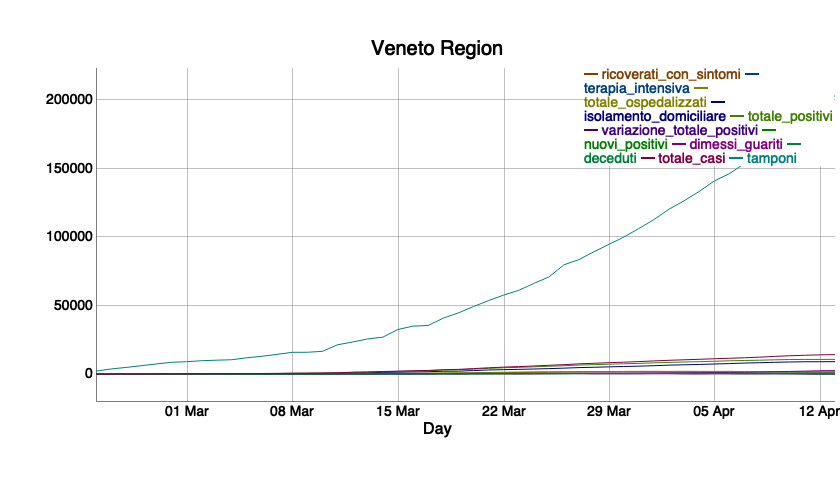 Veneto Region
— ricoverati_con_sintomi —
terapia_intensiva —
totale_ospedalizzati —
isolamento_domiciliare — totale_positivi
— variazione_totale_positivi —
nuovi_positivi — dimessi_guariti —
deceduti — totale_casi — tamponi
200000
150000
100000
50000
0
01 Mar 08 Mar 15 Mar 22 Mar 29 Mar 05 Apr 12 Apr
Day